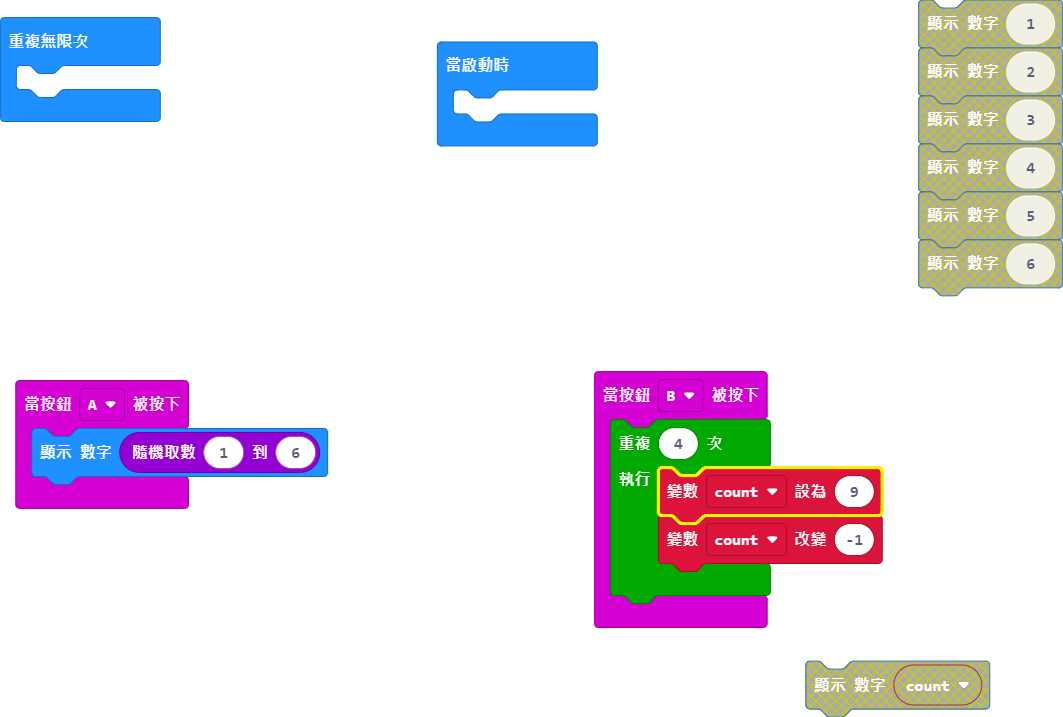 重複無限次
當啟動時
顯示 數字 1
顯示 數字 2
顯示 數字 3
顯示 數字 4
顯示 數字 5
顯示 數字 6
當按鈕 A 被按下
顯示 數字 隨機取數 1 到 6
當按鈕 B 被按下
重複 4 次
執行
變數 count 設為 9
變數 count 改變 -1
顯示 數字 count